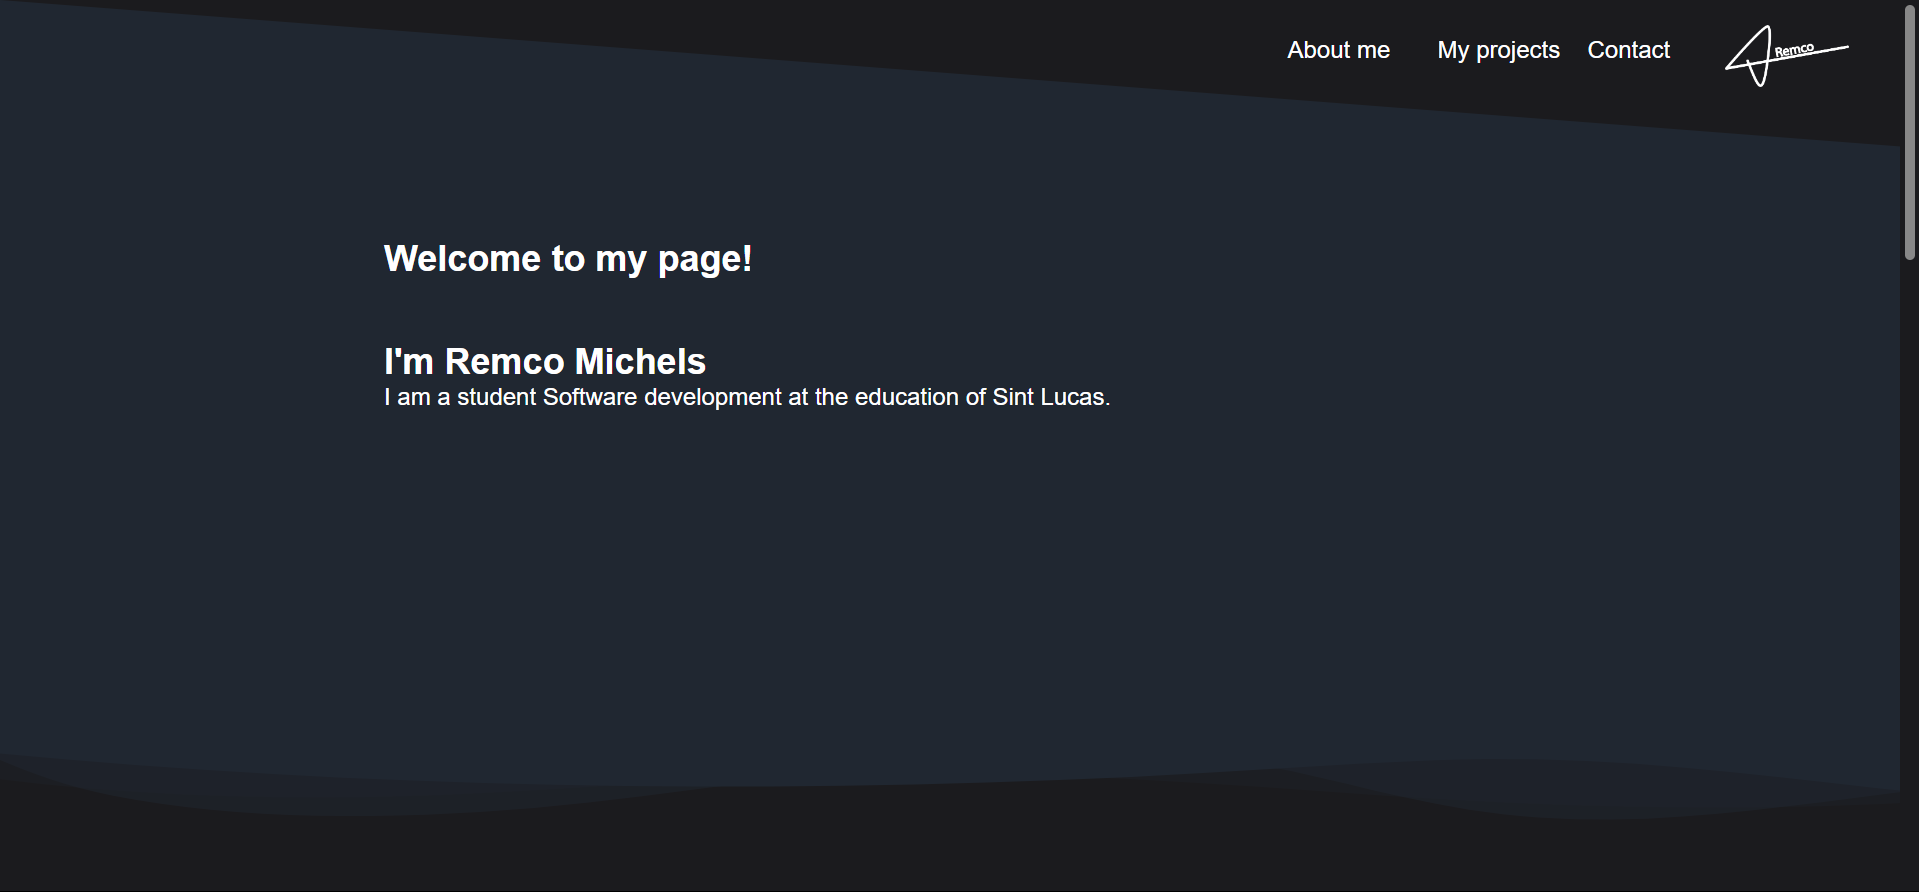 About me My projects Contact Remco
Welcome to my page!
I'm Remco Michels
I am a student Software development at the education of Sint Lucas.